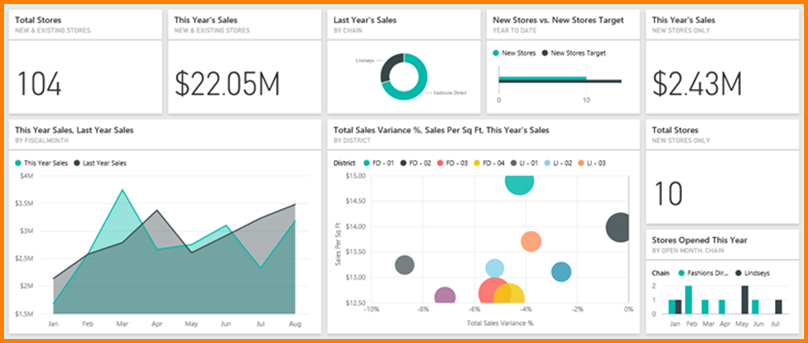 Total Stores
NEW & EXISTING STORES
104
This Year's Sales
NEW & EXISTING STORES
$22.05M
Last Year's Sales
BY CHAIN
Lindseys
Fashions Direct
New Stores vs. New Stores Target
YEAR TO DATE
New Stores New Stores Target
0 10
This Year's Sales
NEW STORES ONLY
$2.43M
This Year Sales, Last Year Sales
BY FISCALMONTH
This Year Sales Last Year Sales
$4M
$3.5M
$3M
$2.5M
$2M
$1.5M
Jan Feb Mar Apr May Jun Jul Aug
Total Sales Variance %, Sales Per Sq Ft, This Year's Sales
BY DISTRICT
District FD - 01 FD - 02 FD - 03 FD - 04 LI - 01 LI - 02 LI - 03
Sales Per Sq Ft
$15.00
$14.50
$14.00
$13.50
$13.00
$12.50
-10% -8% -6% -4% -2% 0%
Total Sales Variance %
Total Stores
NEW STORES ONLY
10
Stores Opened This Year
BY OPEN MONTH, CHAIN
Chain Fashions Dir... Lindseys
2
1
0
Jan Feb Mar Apr May Jun Jul